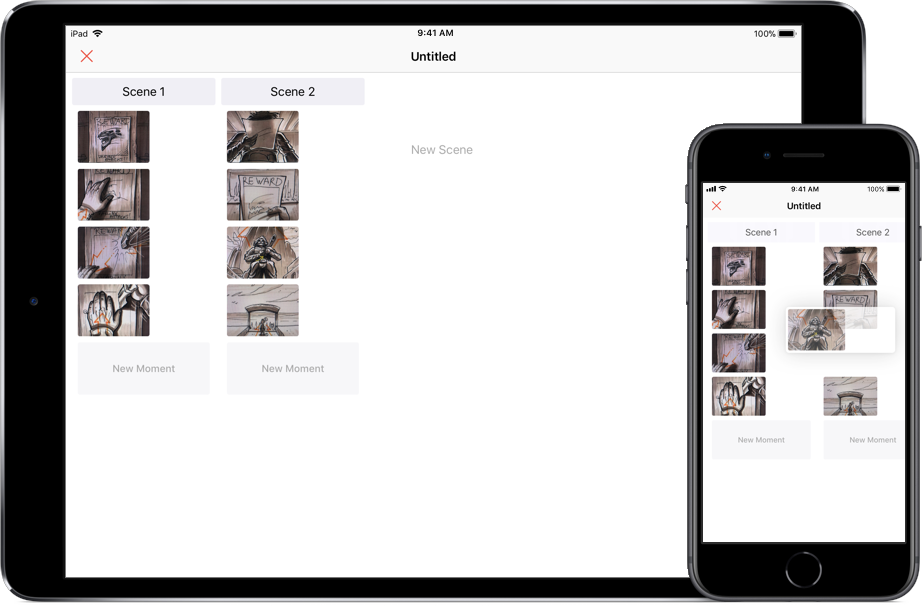 iPad 9:41 AM 100%
Untitled
Scene 1 Scene 2
New Scene
REWARD
REWARD
New Moment New Moment
9:41 AM 100%
Untitled
Scene 1 Scene 2
REWARD
New Moment New Moment